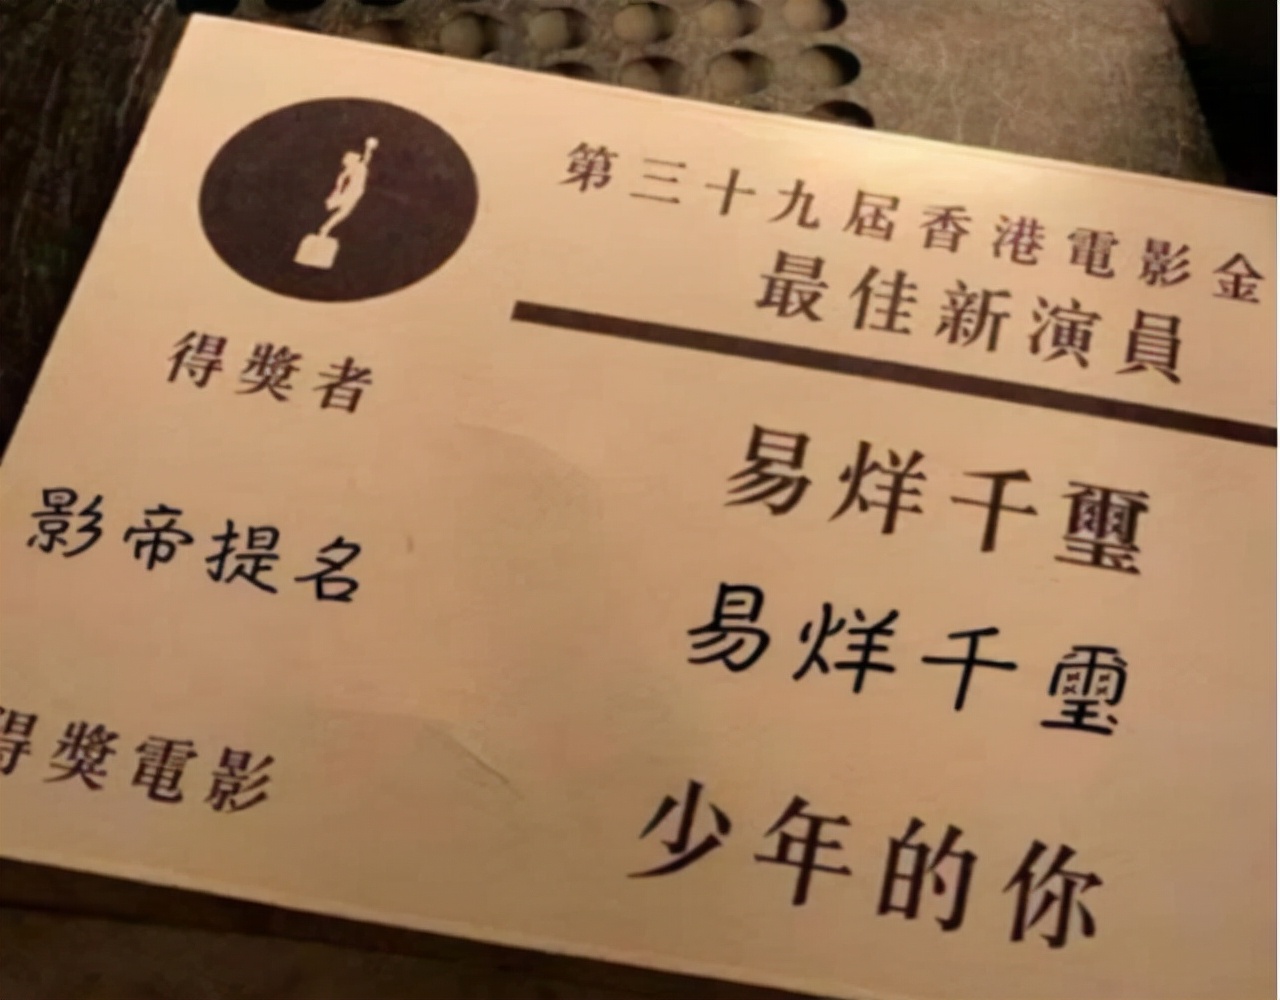 第三十九屆香港電影金
最佳新演員
得獎者
易烊千璽
影帝提名
易烊千璽
得獎電影
少年的你